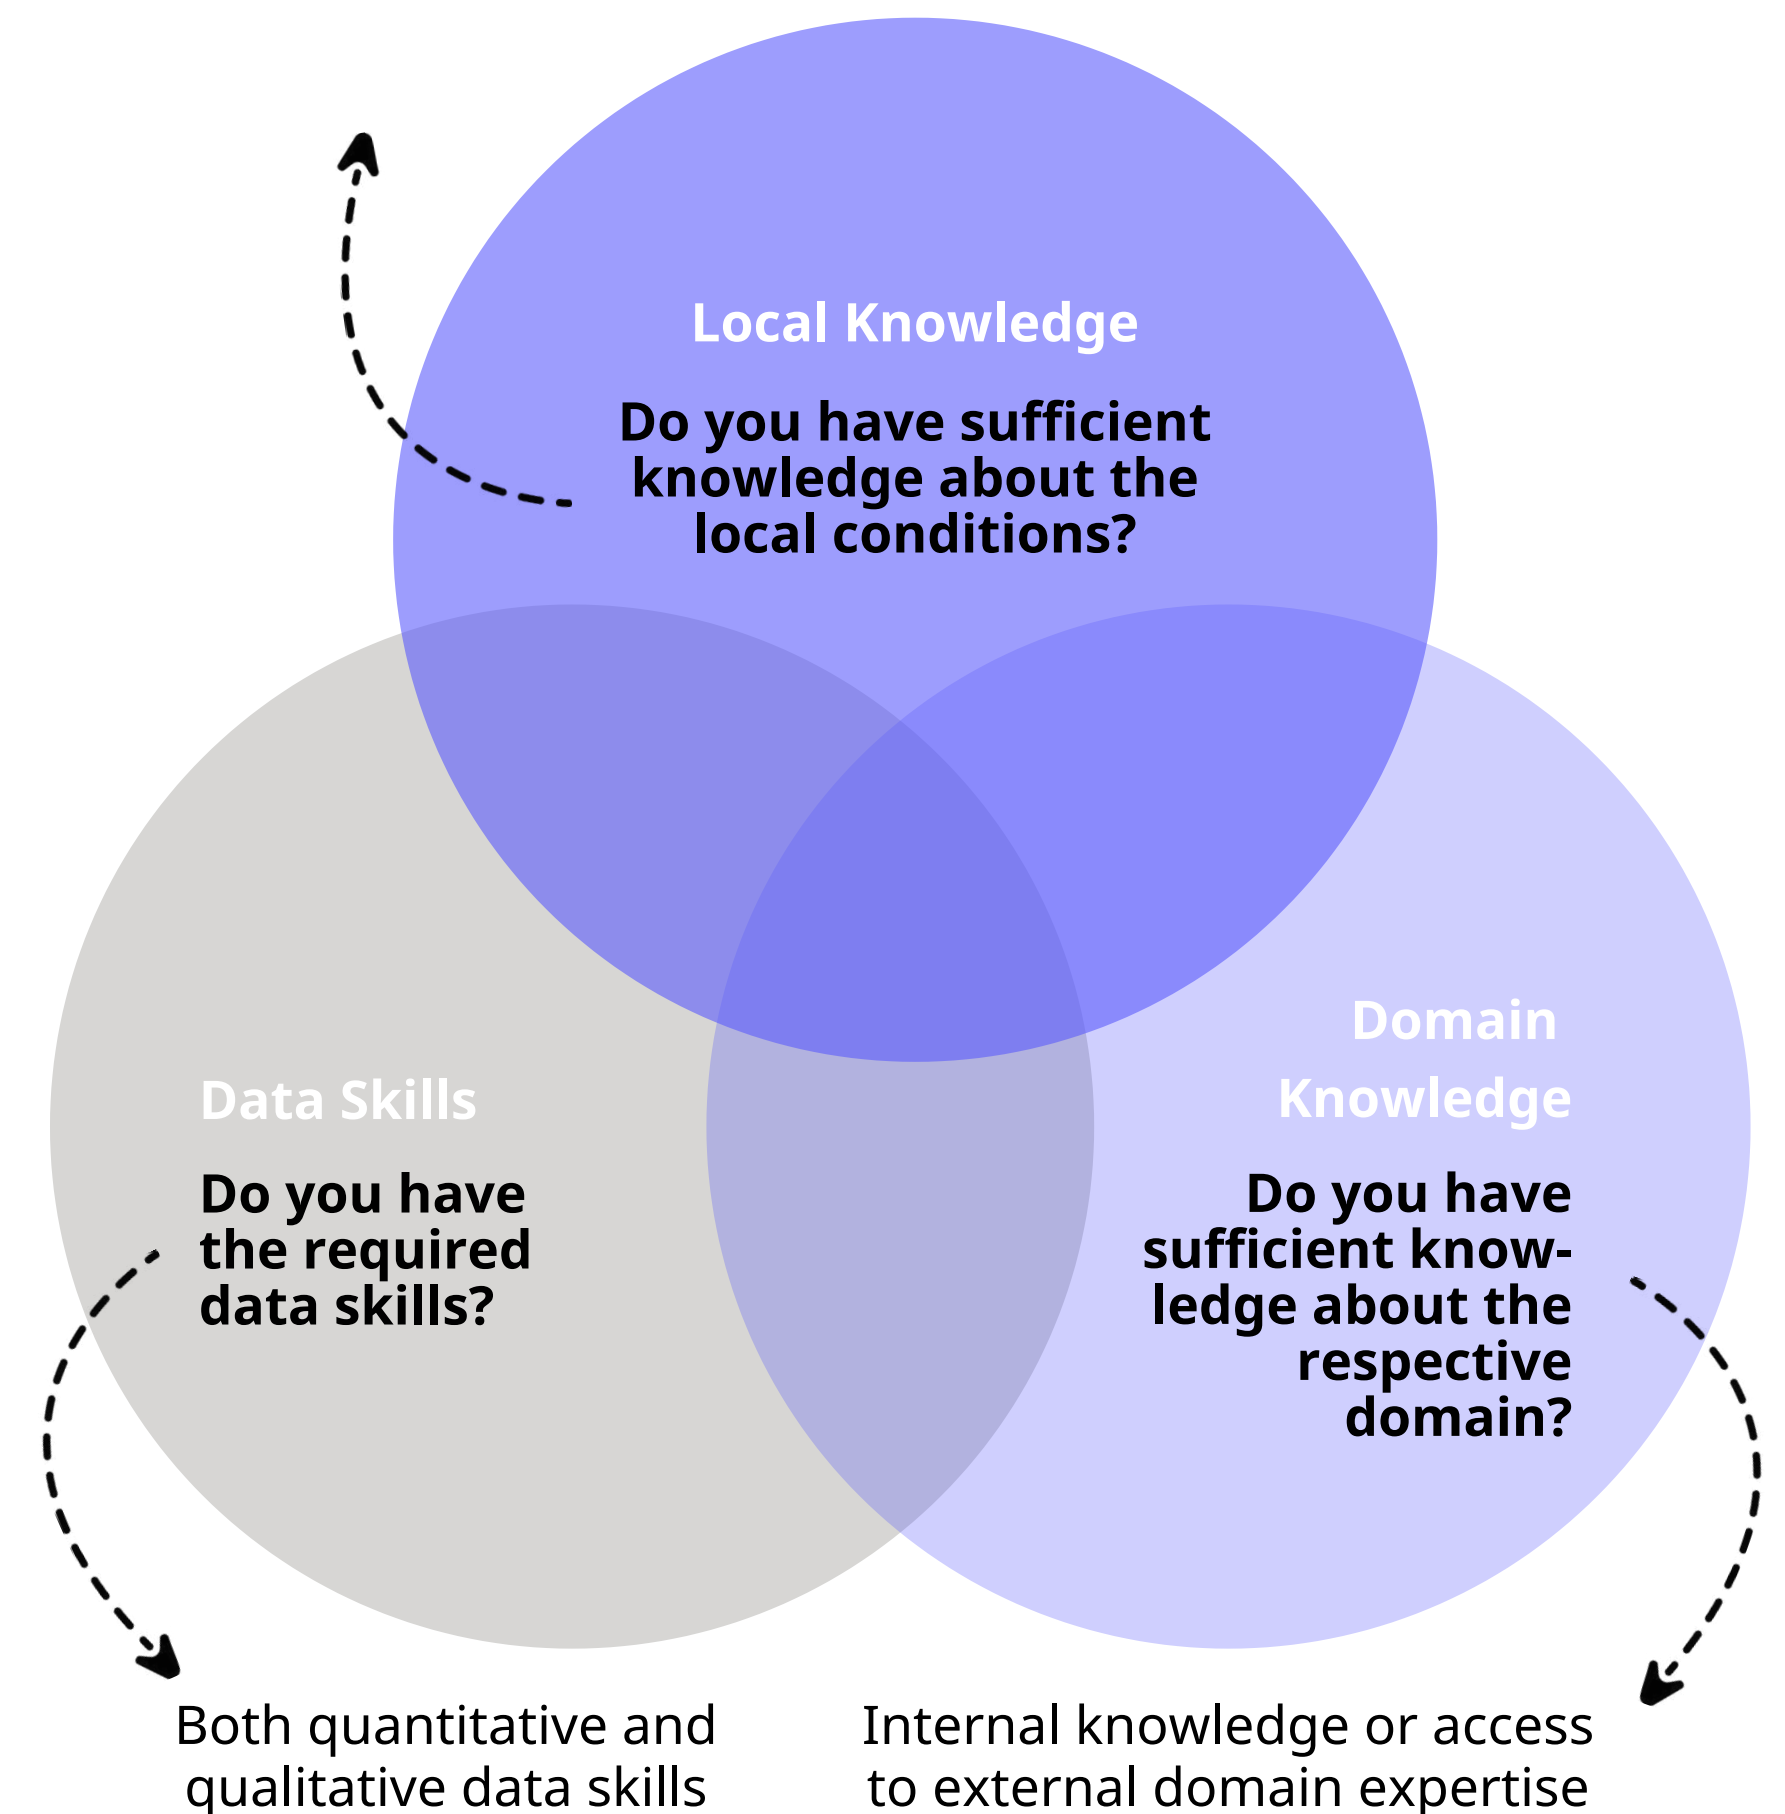 Local Knowledge
Do you have sufficient
knowledge about the
local conditions?
Data Skills
Do you have
the required
data skills?
Domain
Knowledge
Do you have
sufficient know-
ledge about the
respective
domain?
Both quantitative and
qualitative data skills
Internal knowledge or access
to external domain expertise